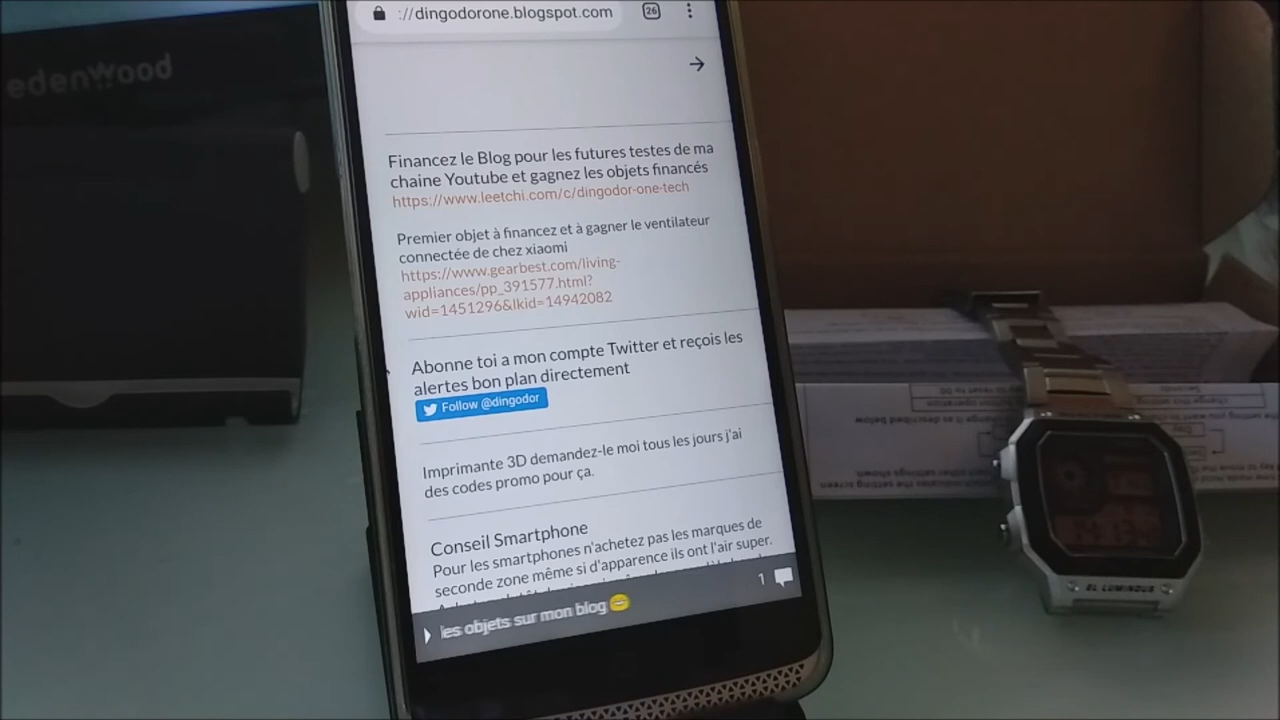 edenwood
://dingodorone.blogspot.com
26
Financez le Blog pour les futures testes de ma
chaine Youtube et gagnez les objets financés
https://www.leetchi.com/c/dingodor-one-tech
Premier objet à financez et à gagner le ventilateur
connectée de chez xiaomi
https://www.gearbest.com/living-
appliances/pp_391577.html?
wid=1451296&lkid=14942082
Abonne toi a mon compte Twitter et reçois les
alertes bon plan directement
Follow @dingodor
Imprimante 3D demandez-le moi tous les jours j'ai
des codes promo pour ça.
Conseil Smartphone
Pour les smartphones n'achetez pas les marques de
seconde zone même si d'apparence ils ont l'air super.
les objets sur mon blog 😁
1
EL LUMINOUS